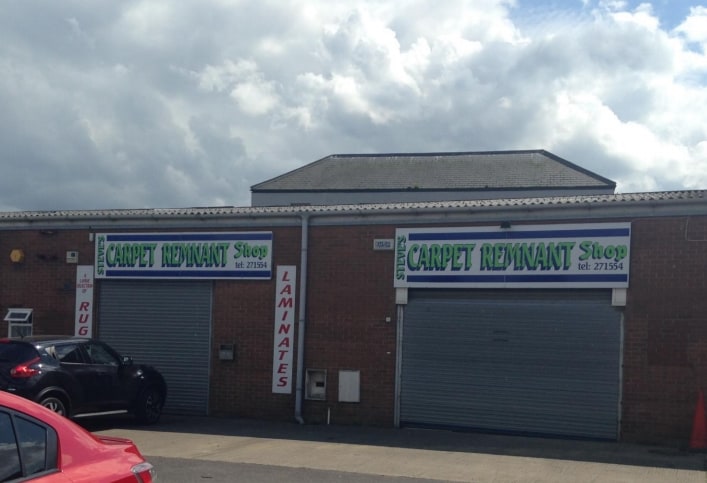 STEVE'S
CARPET REMNANT Shop
tel: 271554
STEVE'S
CARPET REMNANT Shop
tel: 271554
RUG
LAMINATES